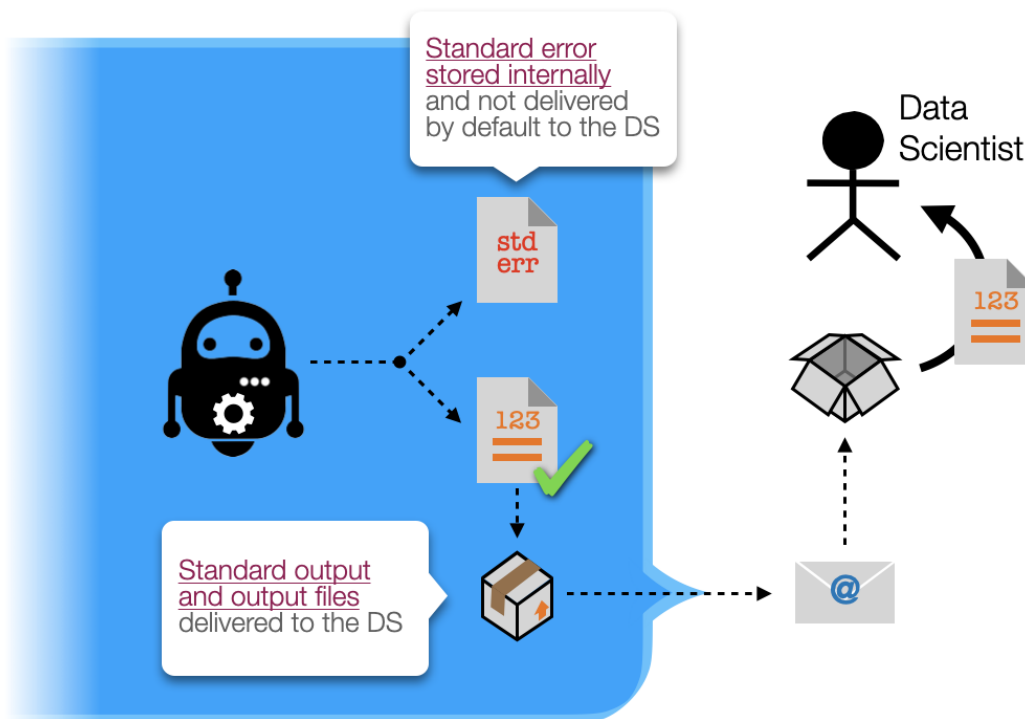 Standard error
stored internally
and not delivered
by default to the DS
Data
Scientist
std
err
123
123
Standard output
and output files
delivered to the DS
@